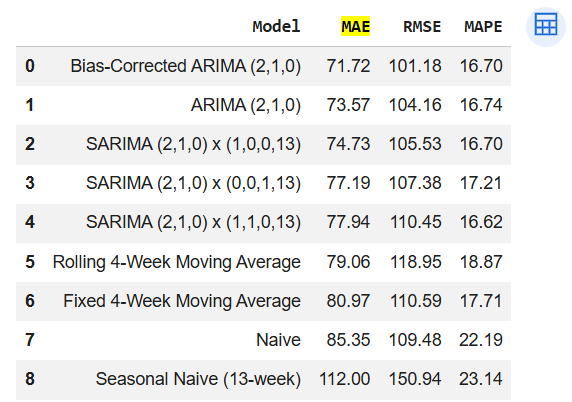 Model MAE RMSE MAPE
0 Bias-Corrected ARIMA (2,1,0) 71.72 101.18 16.70
1 ARIMA (2,1,0) 73.57 104.16 16.74
2 SARIMA (2,1,0) x (1,0,0,13) 74.73 105.53 16.70
3 SARIMA (2,1,0) x (0,0,1,13) 77.19 107.38 17.21
4 SARIMA (2,1,0) x (1,1,0,13) 77.94 110.45 16.62
5 Rolling 4-Week Moving Average 79.06 118.95 18.87
6 Fixed 4-Week Moving Average 80.97 110.59 17.71
7 Naive 85.35 109.48 22.19
8 Seasonal Naive (13-week) 112.00 150.94 23.14